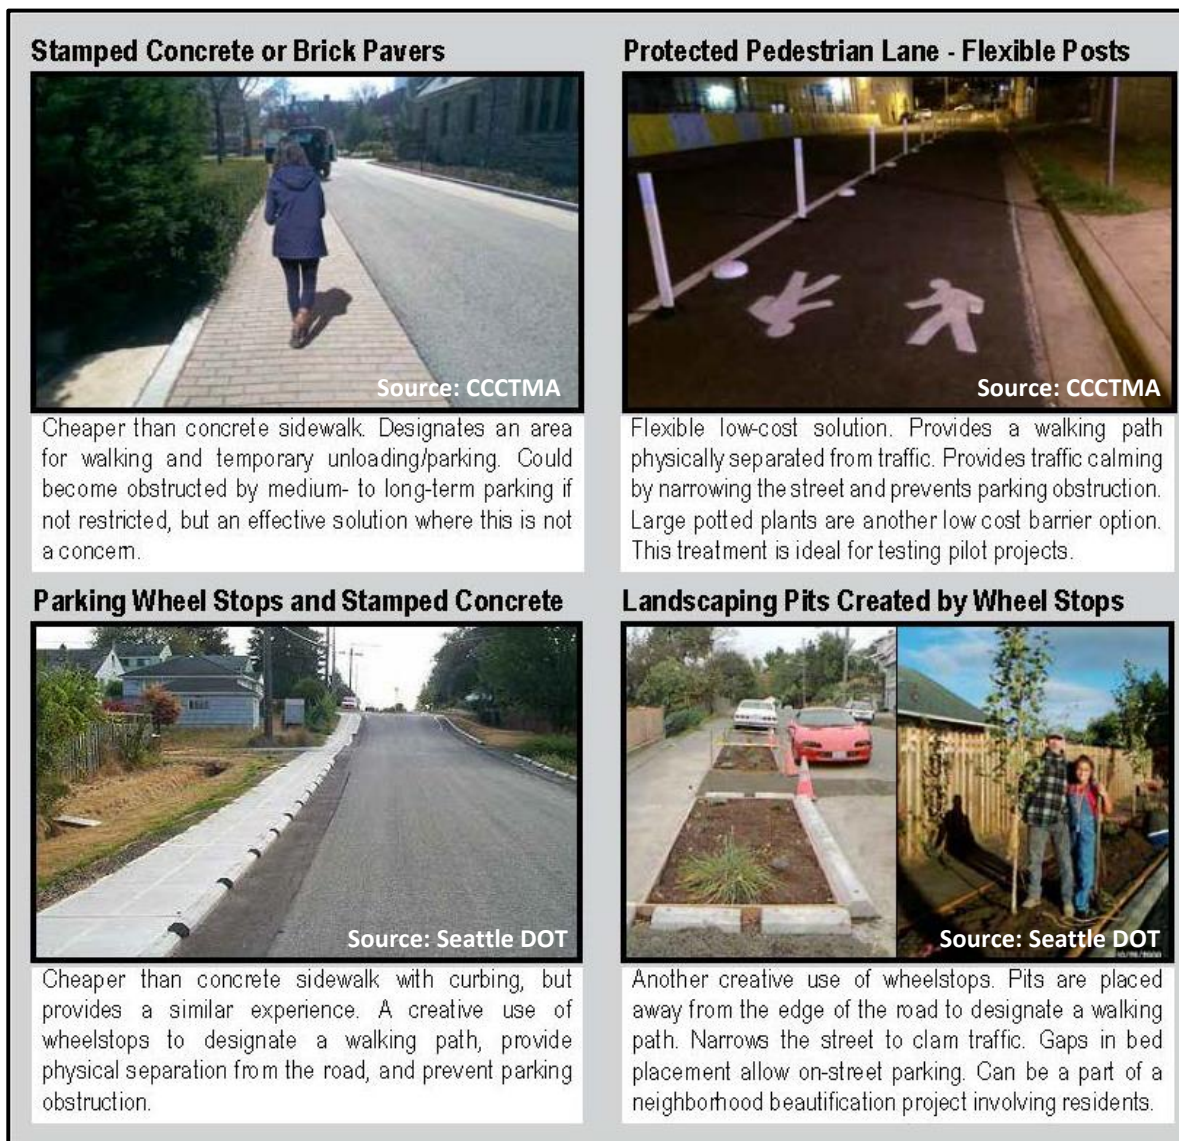 Stamped Concrete or Brick Pavers
Source: CCCTMA
Cheaper than concrete sidewalk. Designates an area
for walking and temporary unloading/parking. Could
become obstructed by medium- to long-term parking if
not restricted, but an effective solution where this is not
a concern.
Protected Pedestrian Lane - Flexible Posts
Source: CCCTMA
Flexible low-cost solution. Provides a walking path
physically separated from traffic. Provides traffic calming
by narrowing the street and prevents parking obstruction.
Large potted plants are another low cost barrier option.
This treatment is ideal for testing pilot projects.
Parking Wheel Stops and Stamped Concrete
Source: Seattle DOT
Cheaper than concrete sidewalk with curbing, but
provides a similar experience. A creative use of
wheelstops to designate a walking path, provide
physical separation from the road, and prevent parking
obstruction.
Landscaping Pits Created by Wheel Stops
Source: Seattle DOT
Another creative use of wheelstops. Pits are placed
away from the edge of the road to designate a walking
path. Narrows the street to clam traffic. Gaps in bed
placement allow on-street parking. Can be a part of a
neighborhood beautification project involving residents.